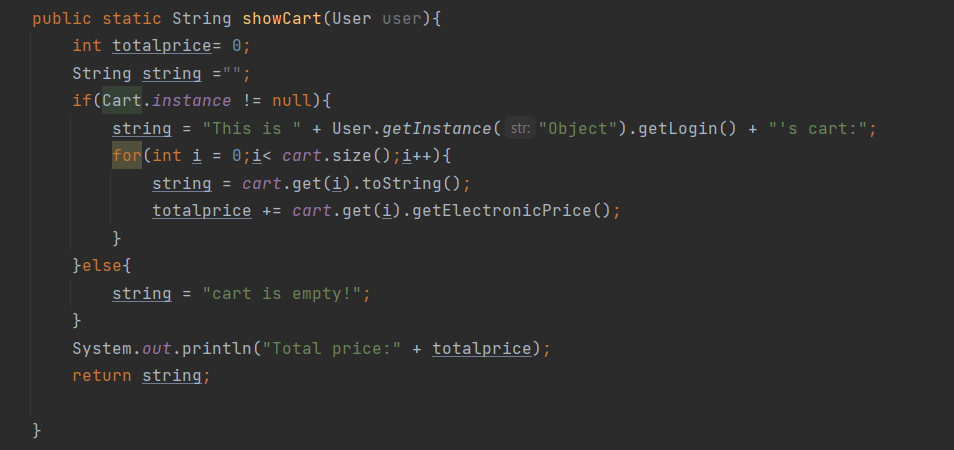 public static String showCart(User user){
    int totalprice= 0;
    String string ="";
    if(Cart.instance != null){
        string = "This is " + User.getInstance( str: "Object").getLogin() + "'s cart:";
        for(int i = 0;i< cart.size();i++){
            string = cart.get(i).toString();
            totalprice += cart.get(i).getElectronicPrice();
        }
    }else{
        string = "cart is empty!";
    }
    System.out.println("Total price:" + totalprice);
    return string;
}